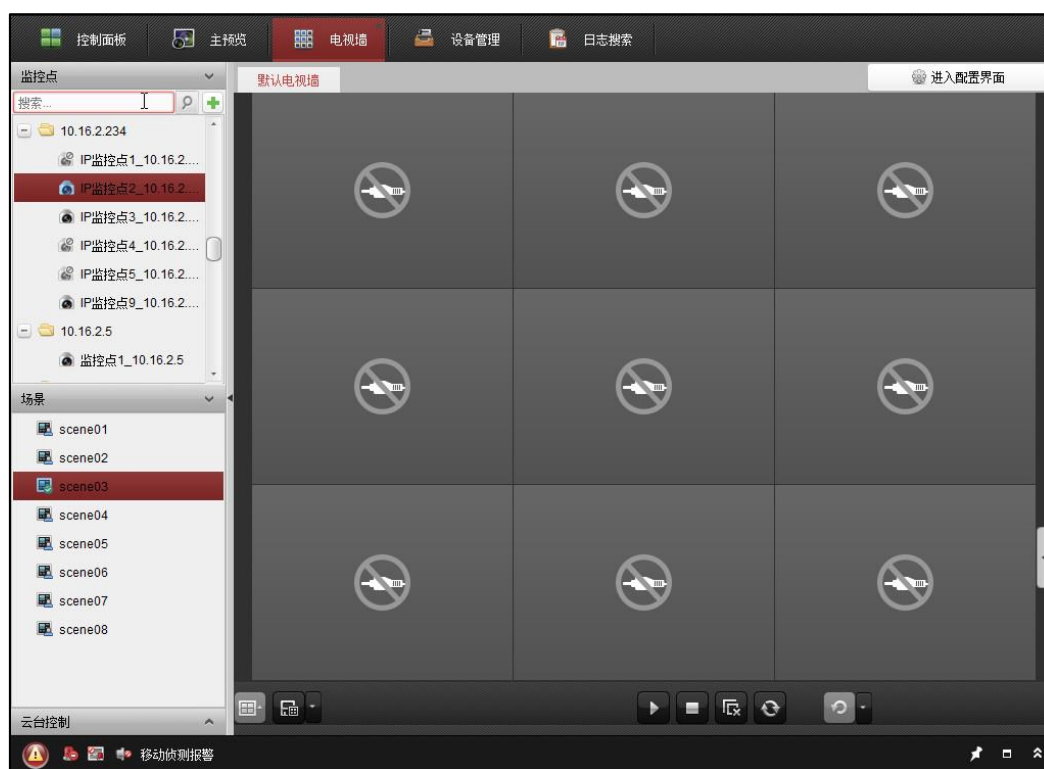 控制面板 主预览 电视墙 设备管理 日志搜索
监控点
默认电视墙
进入配置界面
搜索...
10.16.2.234
IP监控点1_10.16.2....
IP监控点2_10.16.2....
IP监控点3_10.16.2....
IP监控点4_10.16.2....
IP监控点5_10.16.2....
IP监控点9_10.16.2....
10.16.2.5
监控点1_10.16.2.5
场景
scene01
scene02
scene03
scene04
scene05
scene06
scene07
scene08
云台控制
移动侦测报警